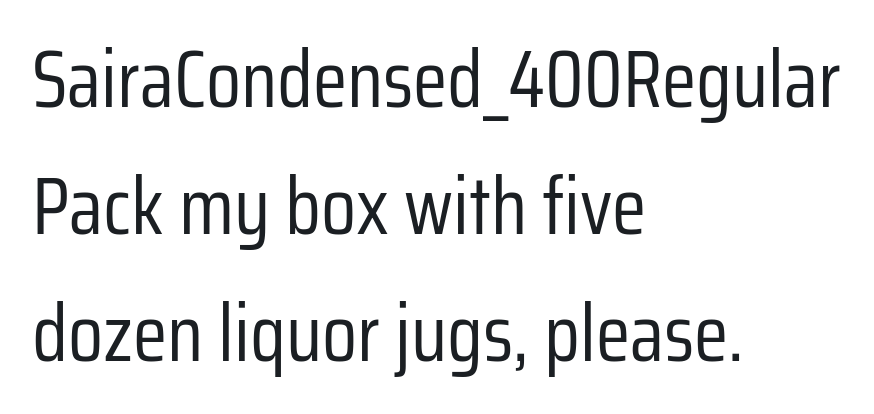 SairaCondensed_400Regular
Pack my box with five
dozen liquor jugs, please.